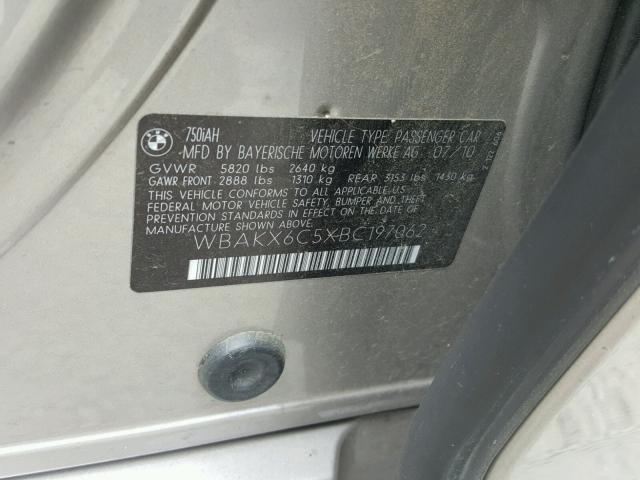 BMW
750iAH VEHICLE TYPE: PASSENGER CAR
-MFD BY BAYERISCHE MOTOREN WERKE AG 07/10
GVWR 5820 lbs 2640 kg
GAWR FRONT 2888 lbs 1310 kg REAR 3153 lbs 1430 kg
THIS VEHICLE CONFORMS TO ALL APPLICABLE U.S.
FEDERAL MOTOR VEHICLE SAFETY, BUMPER AND THEFT
PREVENTION STANDARDS IN EFFECT ON THE DATE OF
MANUFACTURE SHOWN ABOVE.
WBAKX6C5XBC197062